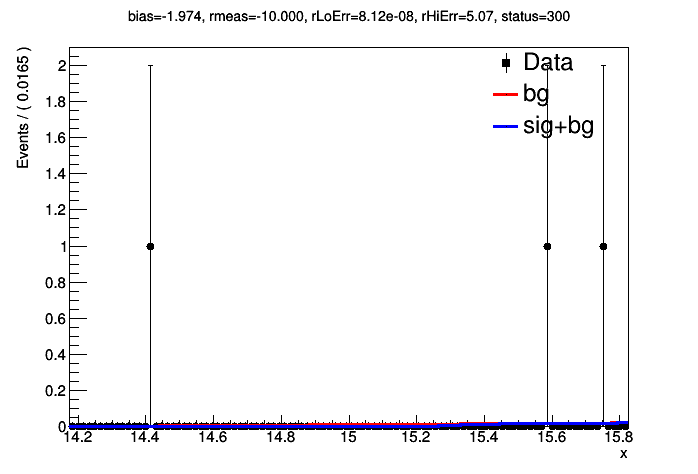 bias=-1.974, rmeas=-10.000, rLoErr=8.12e-08, rHiErr=5.07, status=300
Events / ( 0.0165 )
2
1.8
1.6
1.4
1.2
1
0.8
0.6
0.4
0.2
0
Data
bg
sig+bg
14.2 14.4 14.6 14.8 15 15.2 15.4 15.6 15.8
x